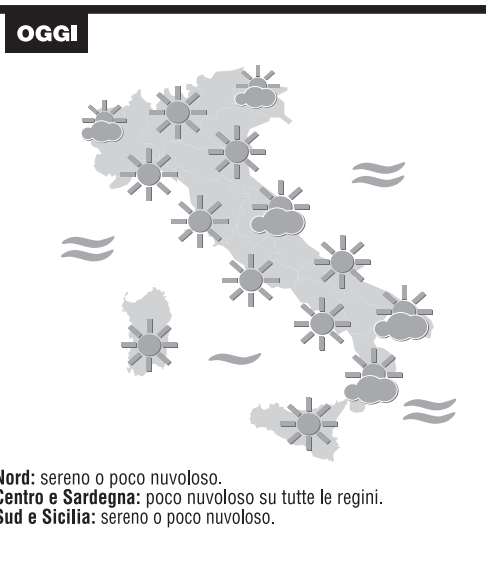 OGGI
Nord: sereno o poco nuvoloso.
Centro e Sardegna: poco nuvoloso su tutte le regini.
Sud e Sicilia: sereno o poco nuvoloso.